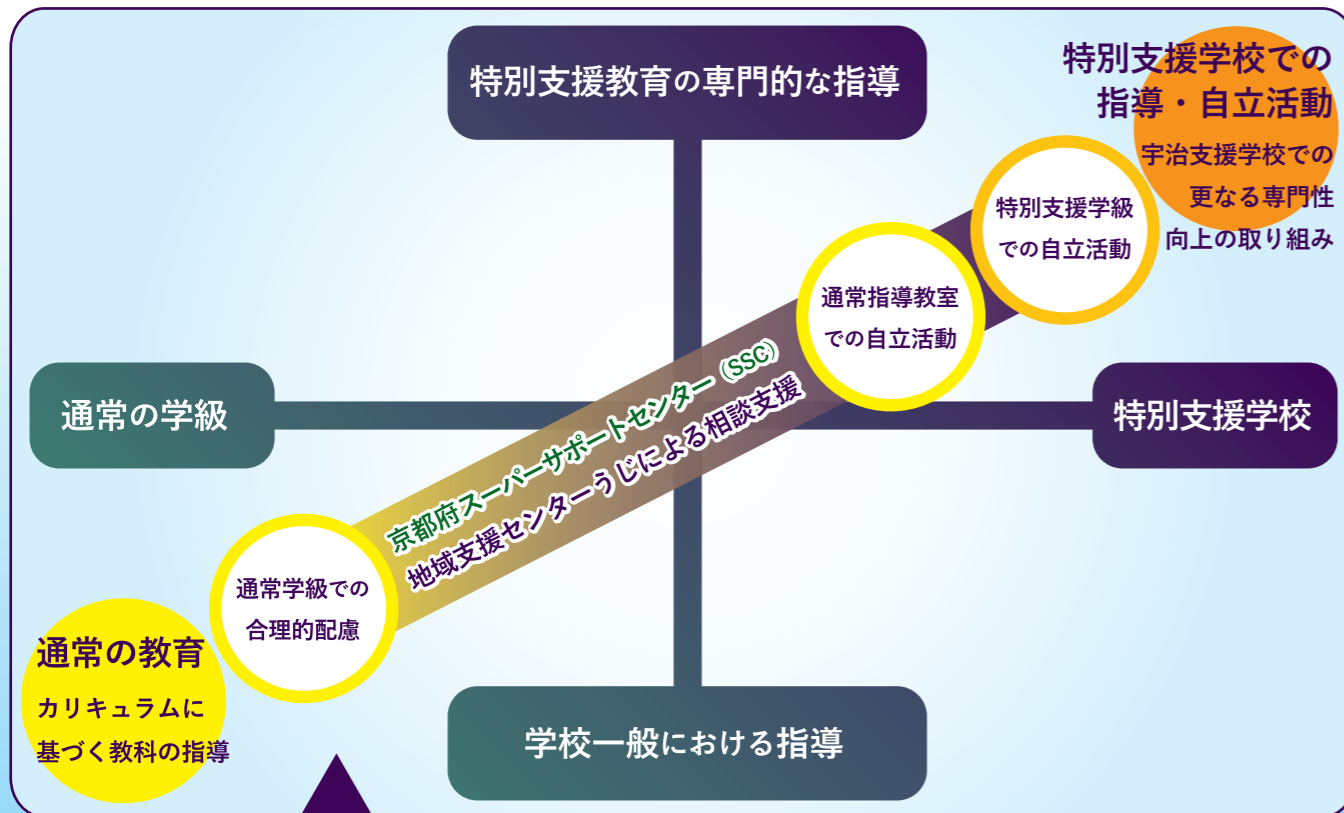 特別支援教育の専門的な指導
特別支援学校での
指導・自立活動
宇治支援学校での
更なる専門性
向上の取り組み
特別支援学級
での自立活動
通常指導教室
での自立活動
通常の学級
特別支援学校
京都府スーパーサポートセンター（SSC）
地域支援センターうじによる相談支援
通常学級での
合理的配慮
通常の教育
カリキュラムに
基づく教科の指導
学校一般における指導